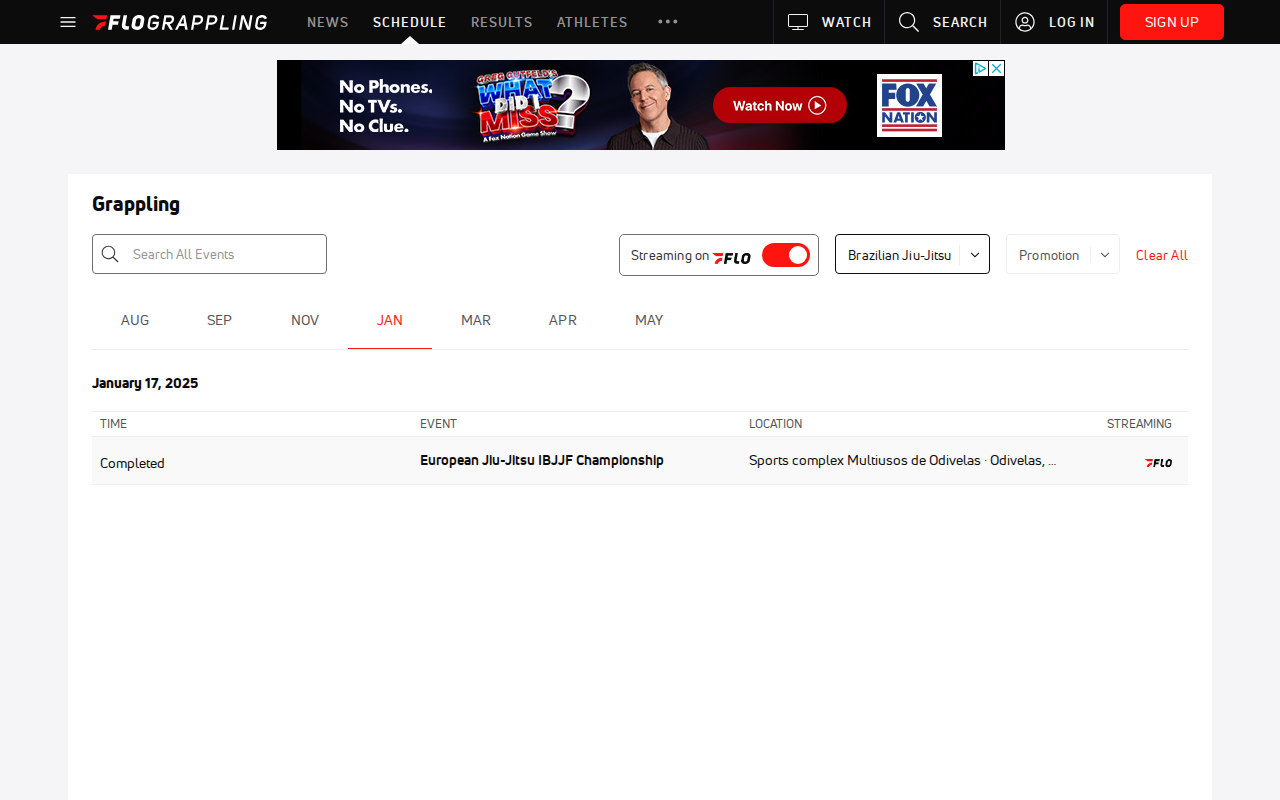 FLOGRAPPLING NEWS SCHEDULE RESULTS ATHLETES WATCH SEARCH LOG IN SIGN UP
No Phones.
No TVs.
No Clue.
GREG GUTFELD'S
WHAT
DID I
MISS?
A Fox Nation Game Show
Watch Now
FOX
NATION
Grappling
Search All Events
Streaming on FLO
Brazilian Jiu-Jitsu
Promotion
Clear All
AUG SEP NOV JAN MAR APR MAY
January 17, 2025
TIME EVENT LOCATION STREAMING
Completed European Jiu-Jitsu IBJJF Championship Sports complex Multiusos de Odivelas · Odivelas, ... FLO